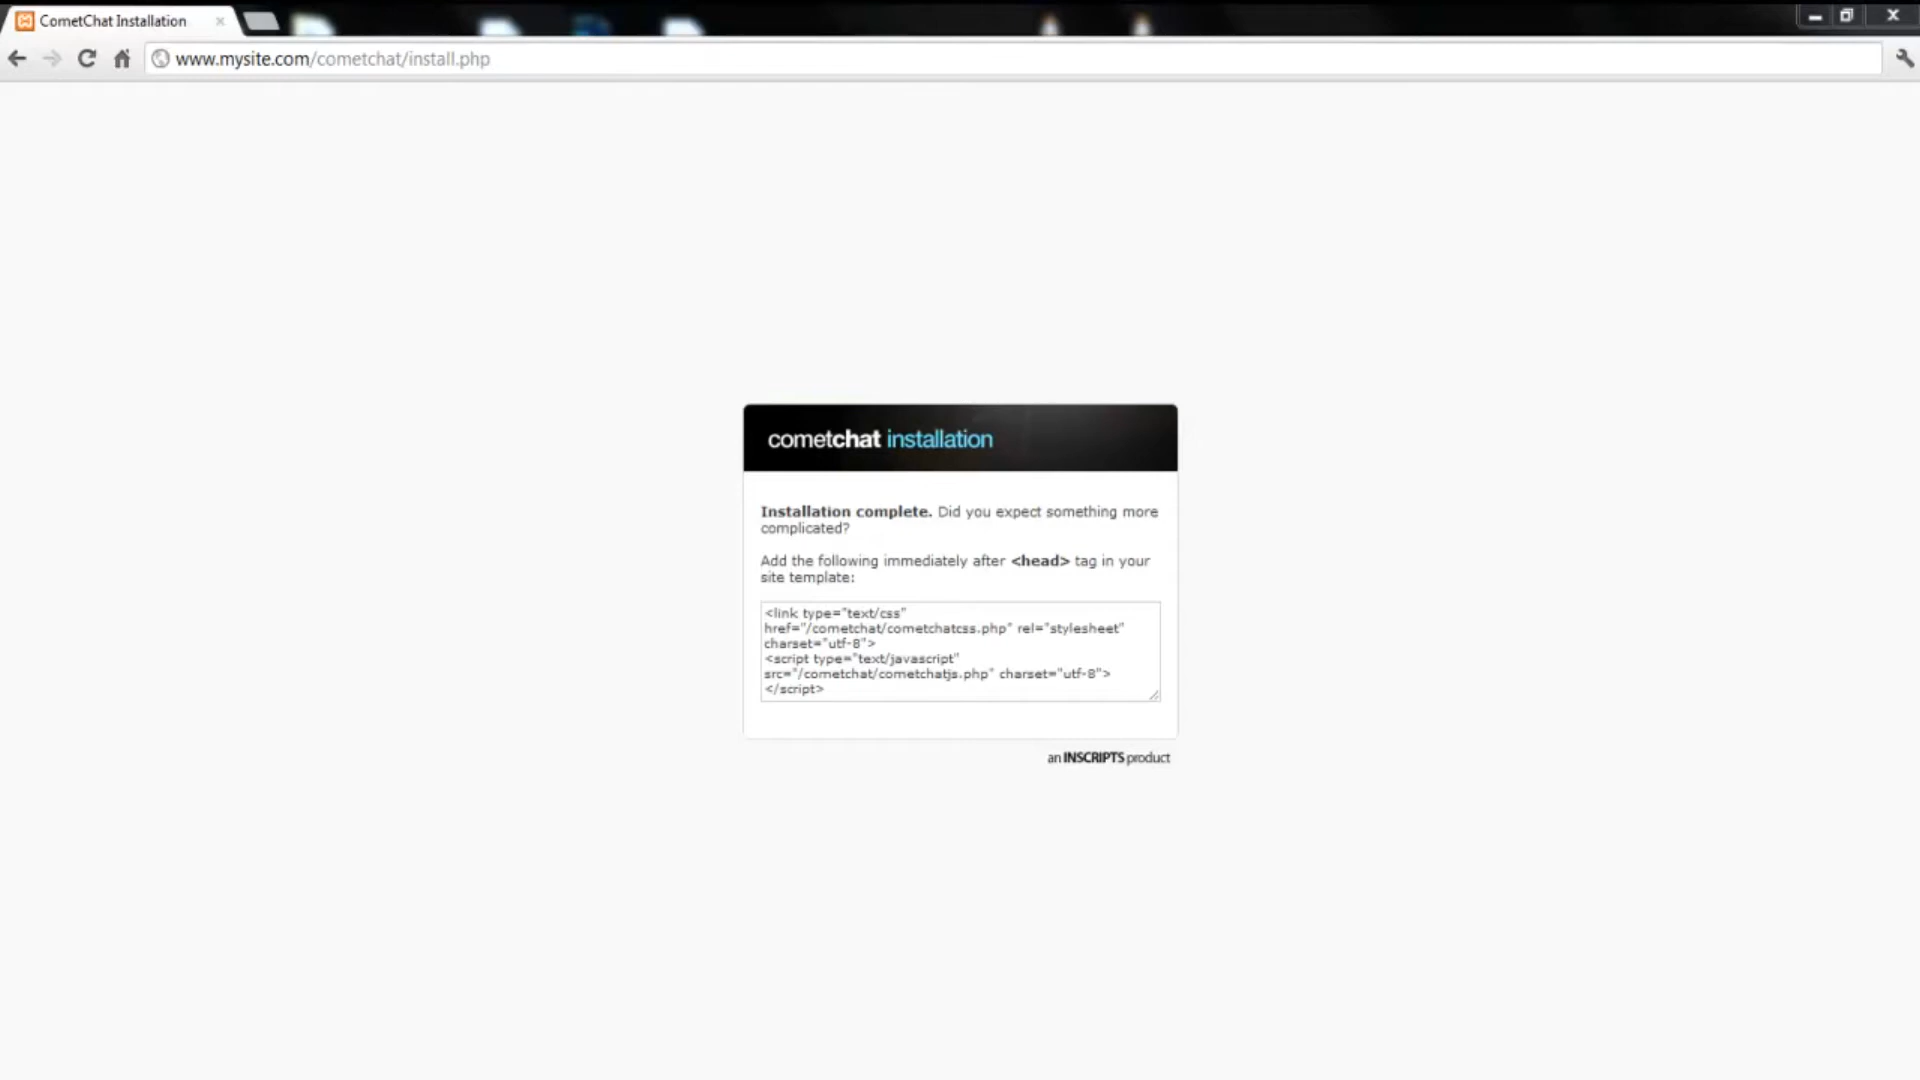 CometChat Installation
www.mysite.com/cometchat/install.php
cometchat installation
Installation complete. Did you expect something more
complicated?
Add the following immediately after <head> tag in your
site template:
<link type="text/css"
href="/cometchat/cometchatcss.php" rel="stylesheet"
charset="utf-8">
<script type="text/javascript"
src="/cometchat/cometchatjs.php" charset="utf-8">
</script>
an INSCRIPTS product